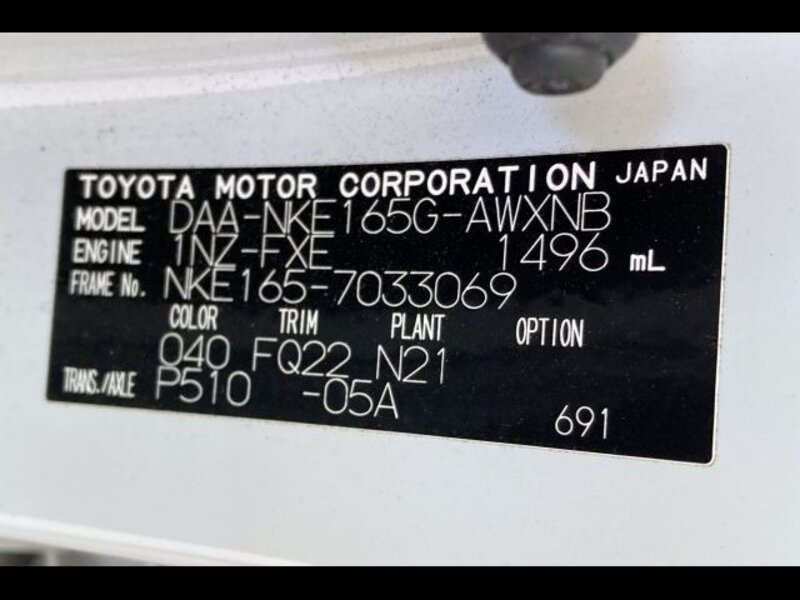 TOYOTA MOTOR CORPORATION JAPAN
MODEL DAA-NKE165G-AWXNB
ENGINE 1NZ-FXE 1496 mL
FRAME No. NKE165-7033069
COLOR TRIM PLANT OPTION
040 FQ22 N21
TRANS./AXLE P510 -05A
691